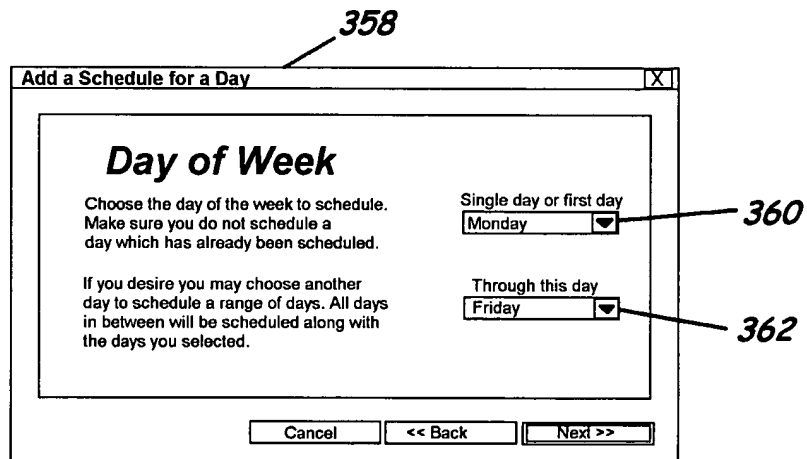 358
Add a Schedule for a Day X
Day of Week
Choose the day of the week to schedule.
Make sure you do not schedule a
day which has already been scheduled.
Single day or first day
Monday
360
If you desire you may choose another
day to schedule a range of days. All days
in between will be scheduled along with
the days you selected.
Through this day
Friday
362
Cancel << Back Next >>